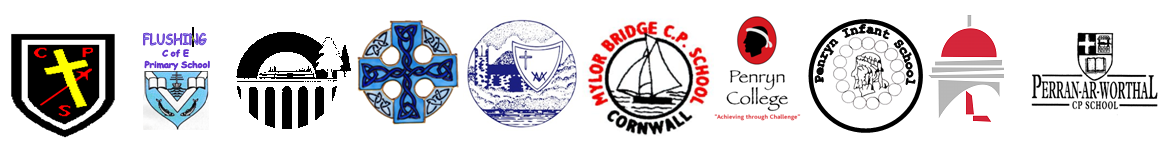 C P
S
FLUSHING
C of E
Primary School
MYLOR BRIDGE C.P. SCHOOL
CORNWALL
Penryn
College
"Achieving through Challenge"
Penryn Infant School
PERRAN-AR-WORTHAL
CP SCHOOL